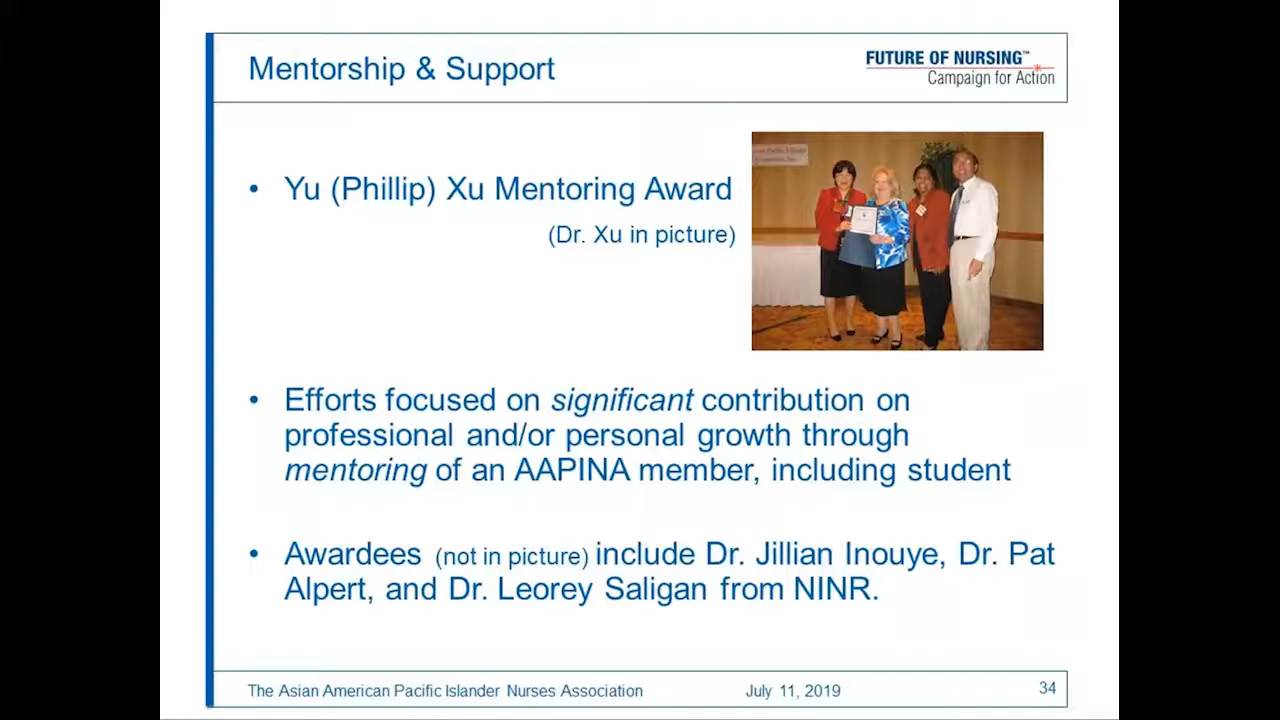 Mentorship & Support
FUTURE OF NURSING™
Campaign for Action
• Yu (Phillip) Xu Mentoring Award
(Dr. Xu in picture)
• Efforts focused on significant contribution on
professional and/or personal growth through
mentoring of an AAPINA member, including student
• Awardees (not in picture) include Dr. Jillian Inouye, Dr. Pat
Alpert, and Dr. Leorey Saligan from NINR.
The Asian American Pacific Islander Nurses Association
July 11, 2019
34